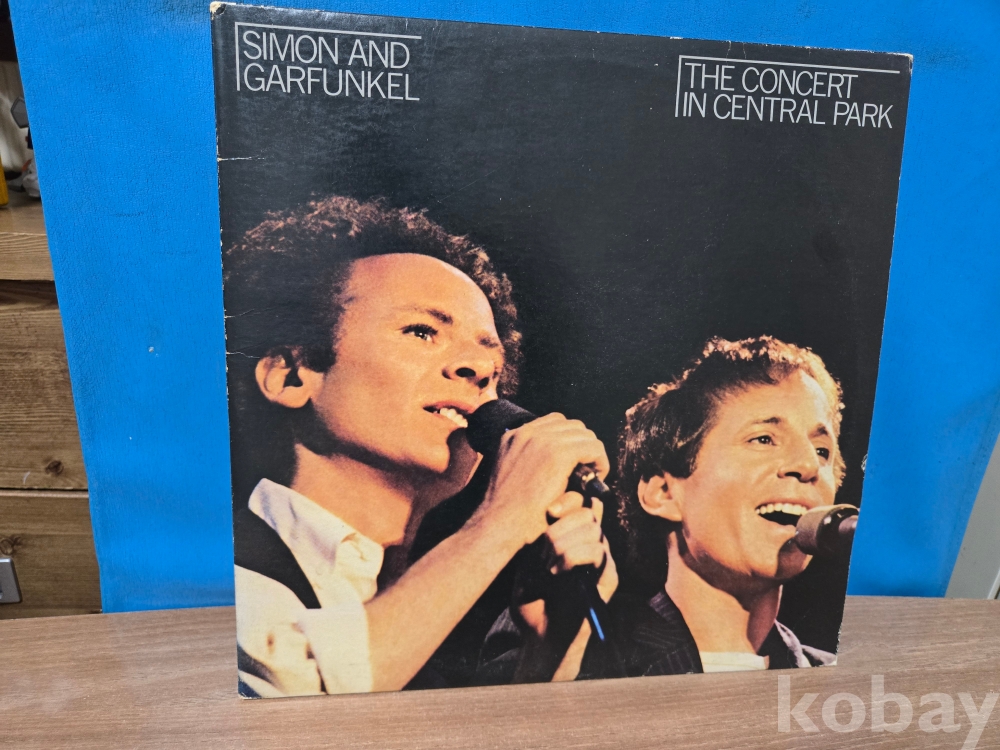 SIMON AND
GARFUNKEL
THE CONCERT
IN CENTRAL PARK
kobay